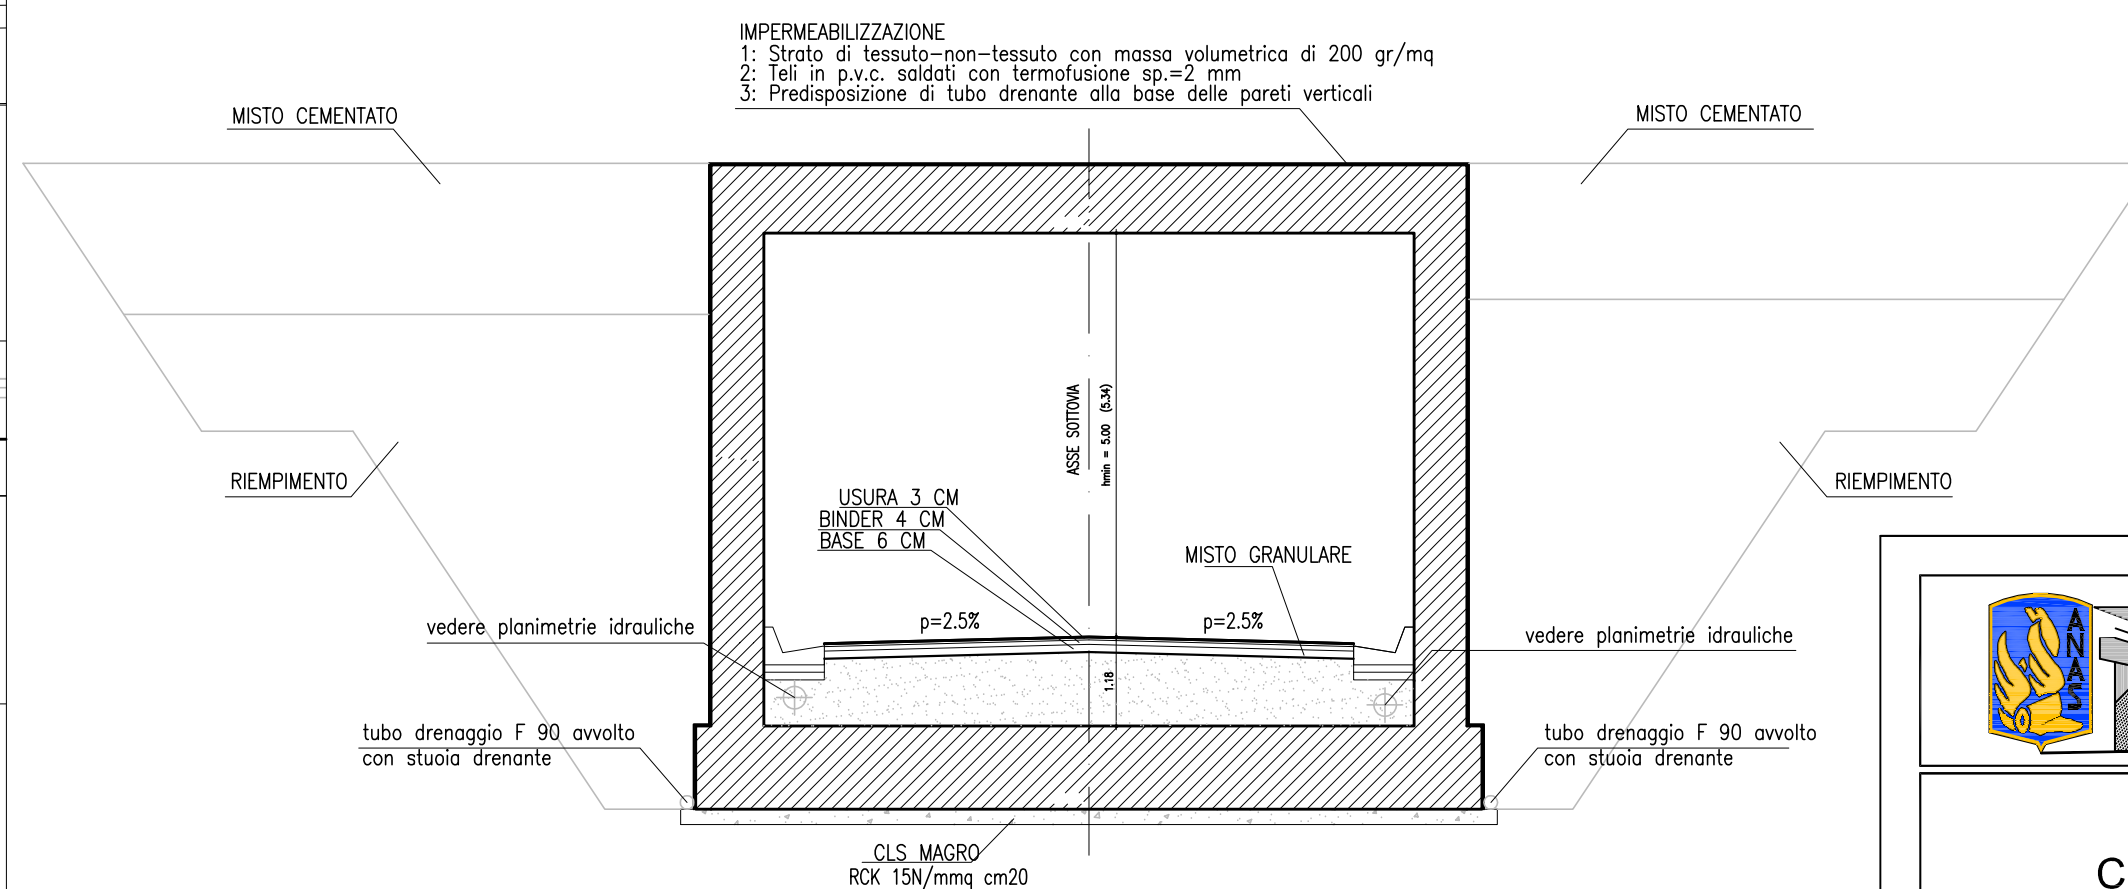 IMPERMEABILIZZAZIONE
1: Strato di tessuto-non-tessuto con massa volumetrica di 200 gr/mq
2: Teli in p.v.c. saldati con termofusione sp.=2 mm
3: Predisposizione di tubo drenante alla base delle pareti verticali
MISTO CEMENTATO
MISTO CEMENTATO
ASSE SOTTOVIA
hmin = 5.00 (5.34)
RIEMPIMENTO
RIEMPIMENTO
USURA 3 CM
BINDER 4 CM
BASE 6 CM
MISTO GRANULARE
p=2.5%
p=2.5%
vedere planimetrie idrauliche
vedere planimetrie idrauliche
1.18
ANAS
tubo drenaggio F 90 avvolto
con stuoia drenante
tubo drenaggio F 90 avvolto
con stuoia drenante
CLS MAGRO
RCK 15N/mmq cm20
C